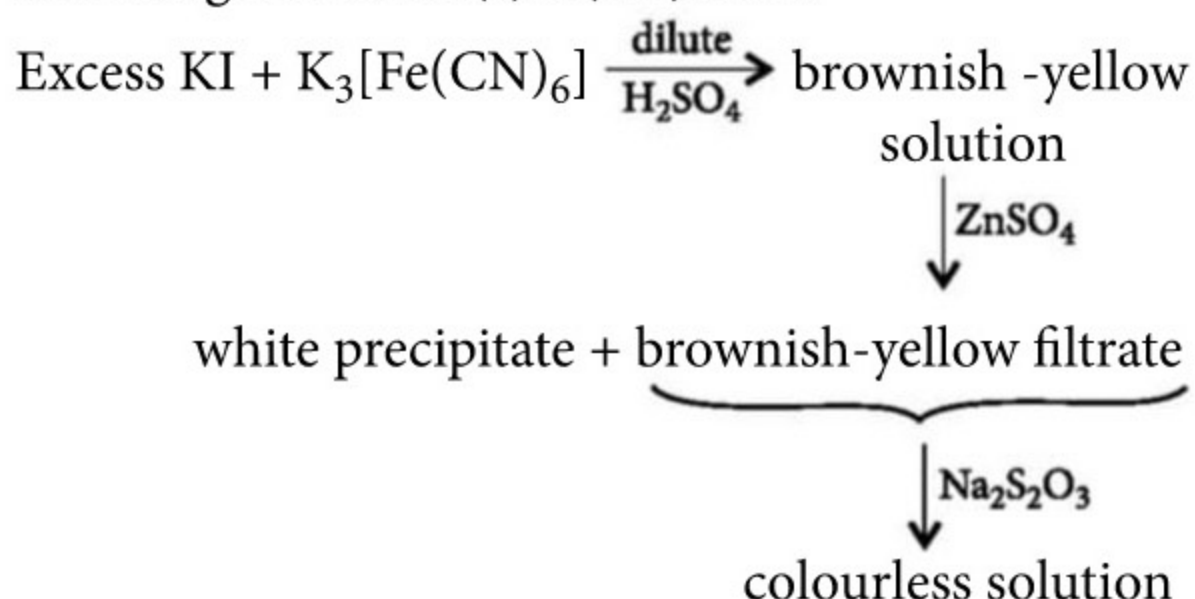 Excess KI + K₃[Fe(CN)₆] dilute H₂SO₄ brownish -yellow
solution
ZnSO₄
white precipitate + brownish-yellow filtrate
Na₂S₂O₃
colourless solution